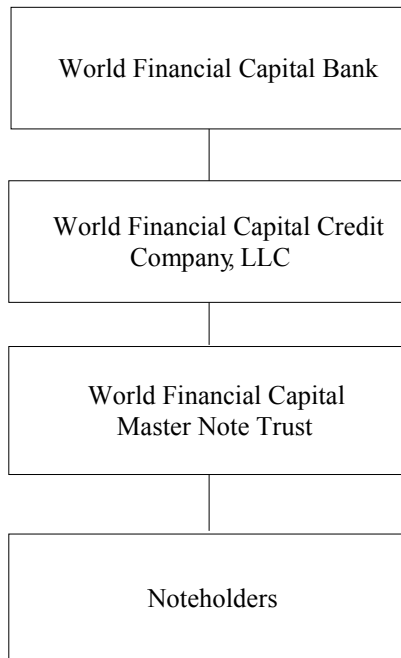 World Financial Capital Bank
World Financial Capital Credit
Company, LLC
World Financial Capital
Master Note Trust
Noteholders